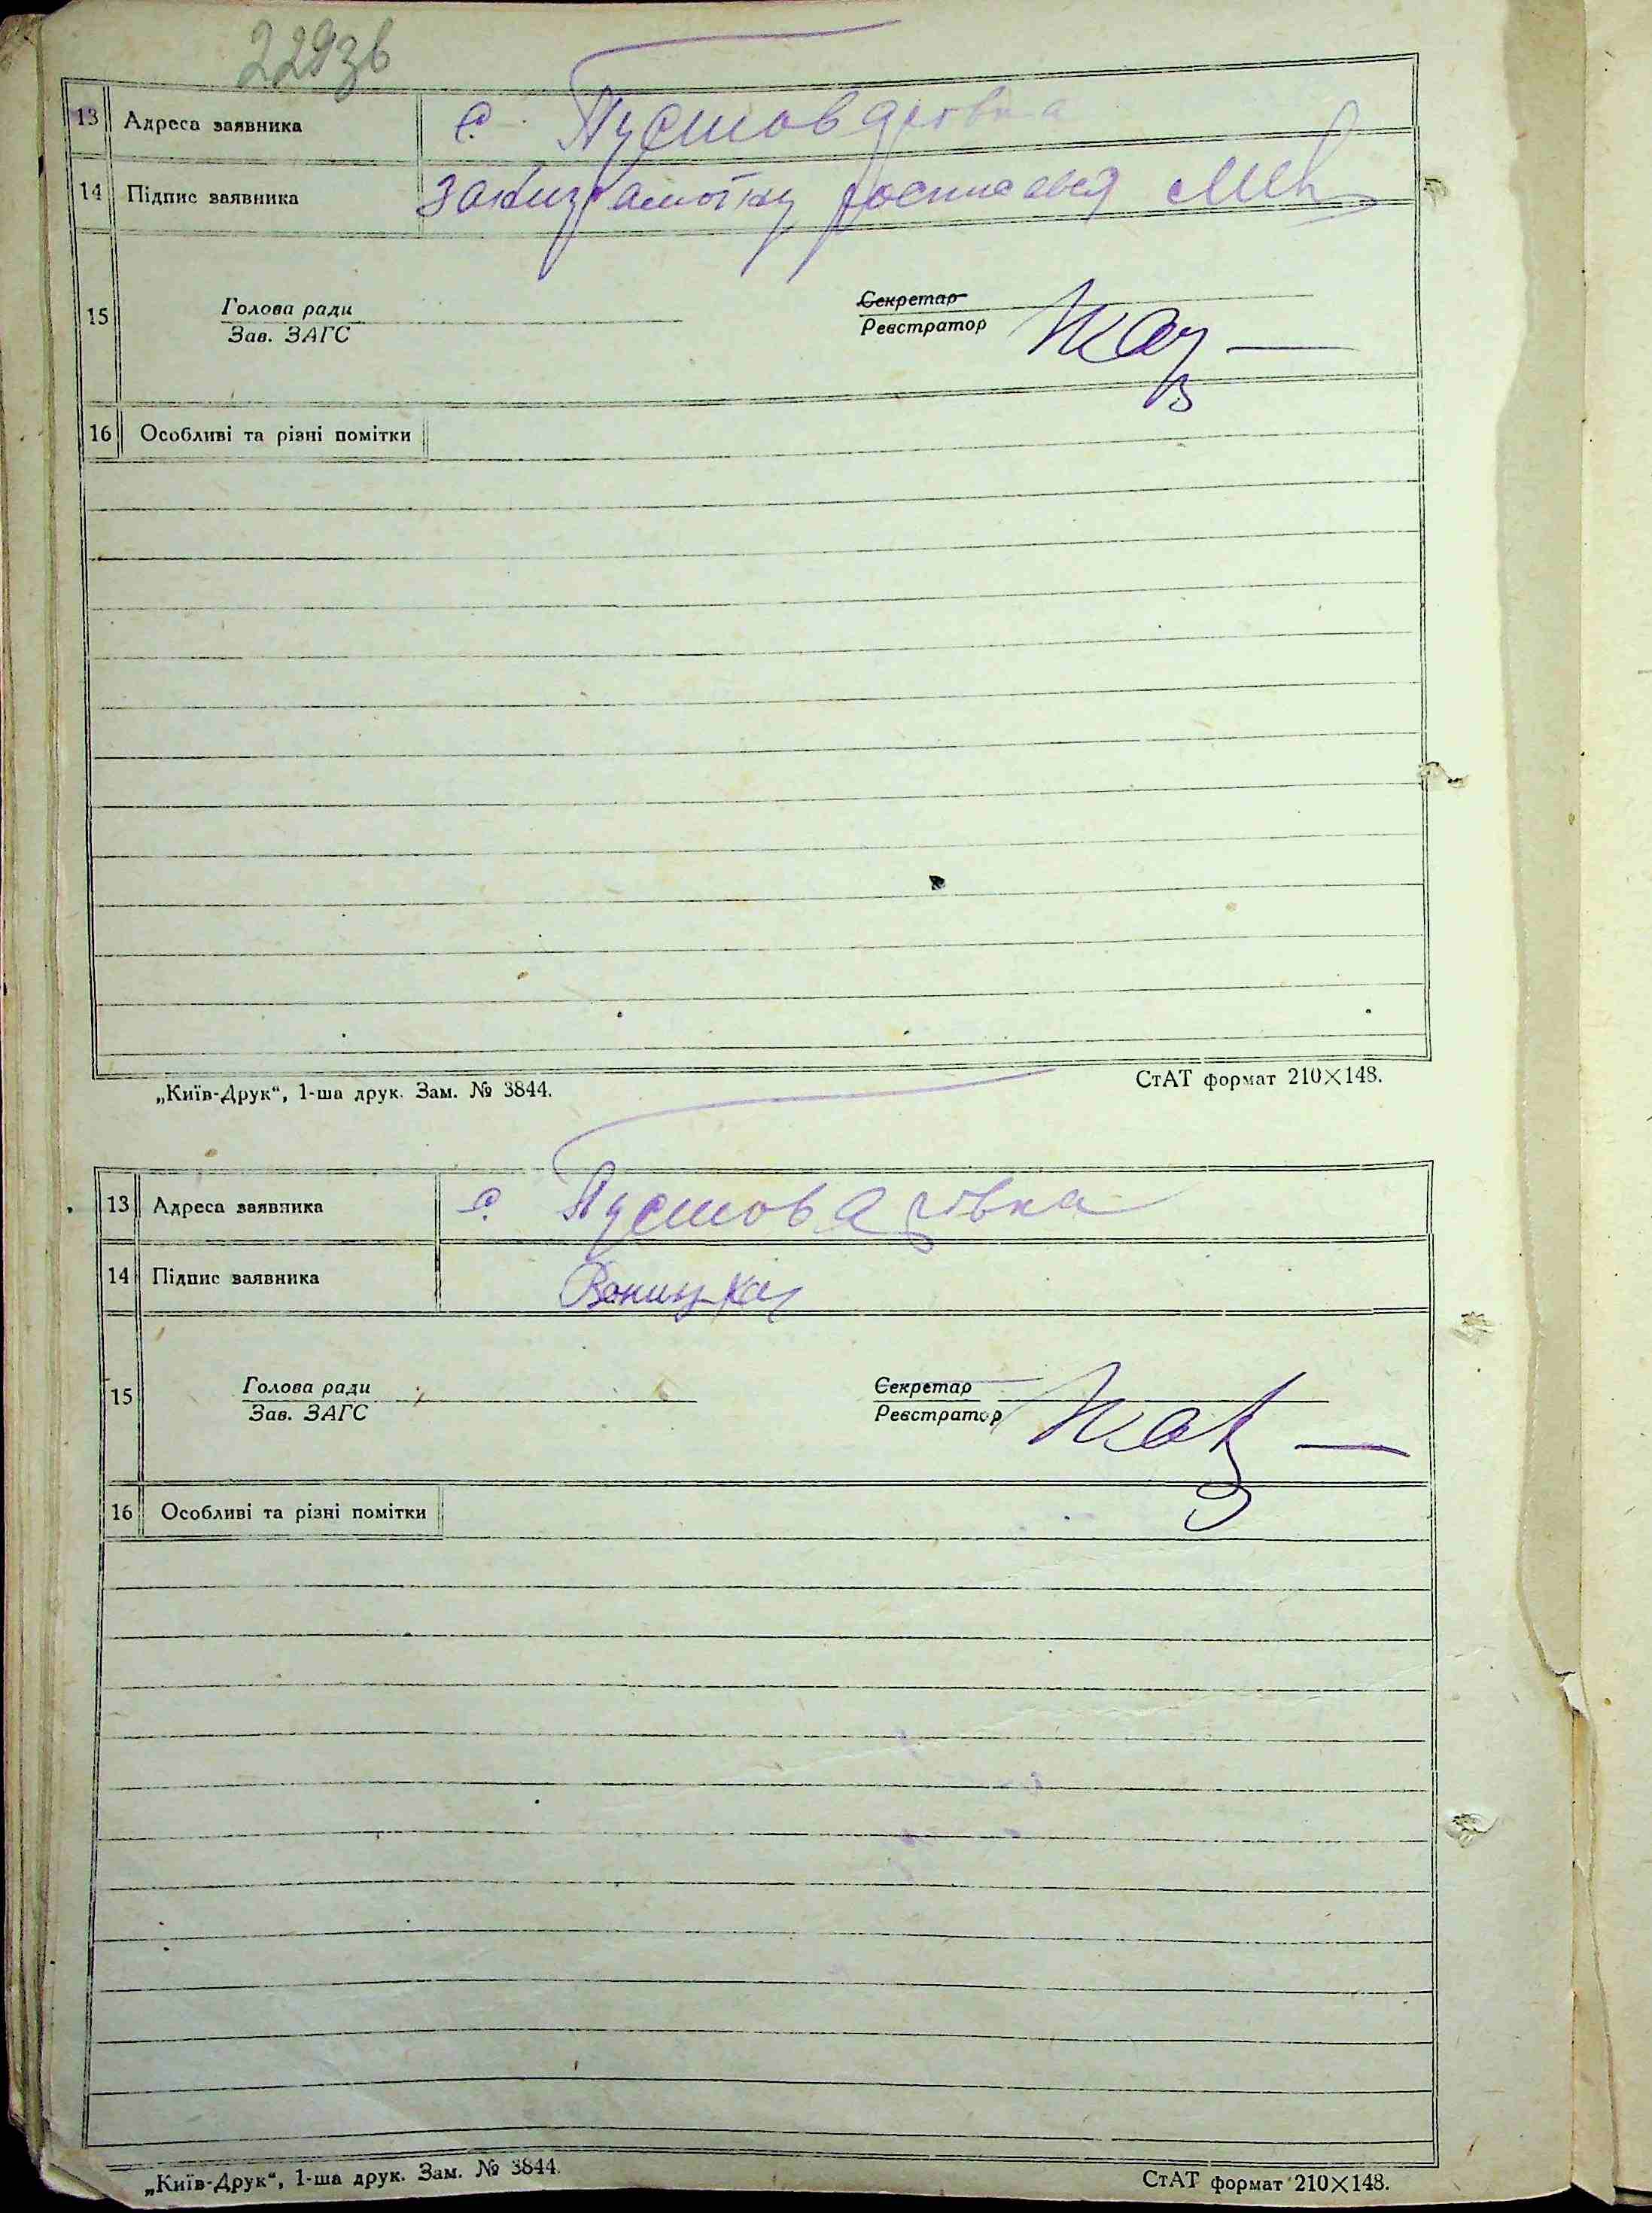 229зв
13 Адреса заявника с. Пустоварівка
14 Підпис заявника За неграмотну
15 Голова ради Секретар
Зав. ЗАГС Реєстратор
16 Особливі та різні помітки
„Київ-Друк“, 1-ша друк. Зам. № 3844. СтАТ формат 210×148.
13 Адреса заявника с. Пустоварівка
14 Підпис заявника
15 Голова ради Секретар
Зав. ЗАГС Реєстратор
16 Особливі та різні помітки
„Київ-Друк“, 1-ша друк. Зам. № 3844. СтАТ формат 210×148.